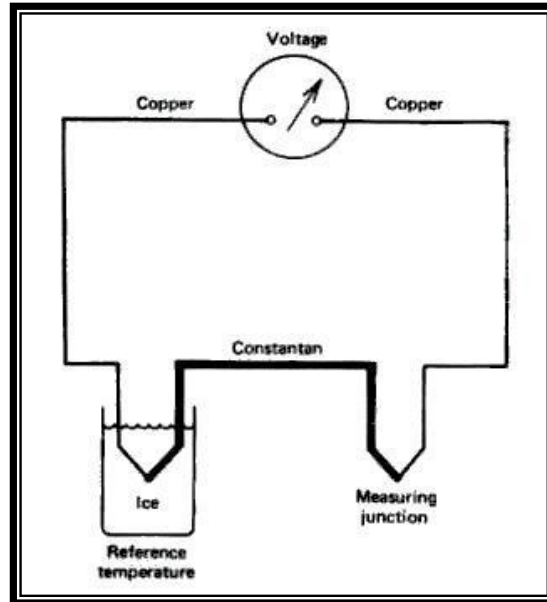 Voltage
Copper
Copper
Constantan
Ice
Measuring
junction
Reference
temperature